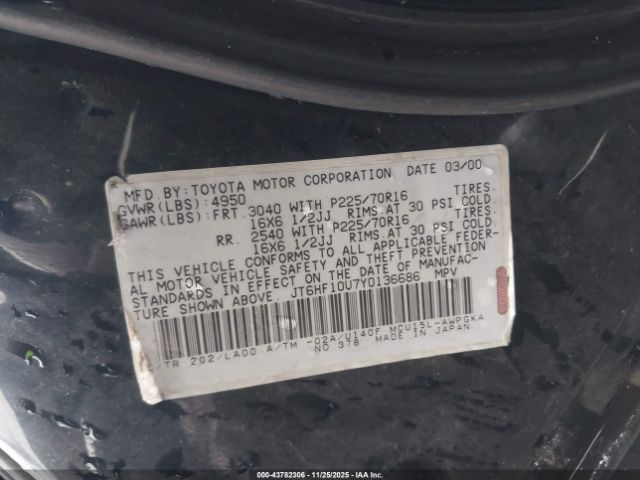 MFD.BY:TOYOTA MOTOR CORPORATION DATE 03/00
GVWR(LBS):4950
GAWR(LBS):FRT. 3040 WITH P225/70R16 TIRES.
16X6 1/2JJ RIMS.AT 30 PSI COLD
RR. 2540 WITH P225/70R16 TIRES.
16X6 1/2JJ RIMS.AT 30 PSI COLD
THIS VEHICLE CONFORMS TO ALL APPLICABLE FEDER-
AL MOTOR VEHICLE SAFETY AND THEFT PREVENTION
STANDARDS IN EFFECT ON THE DATE OF MANUFAC-
TURE SHOWN ABOVE. JT6HF10U7Y0136686 MPV
C/TR 202/LA00 A/TM -02A/U140F MCU15L-AWPGKA
NO 378 MADE IN JAPAN
000-43782306 - 11/25/2025 - IAA Auctions